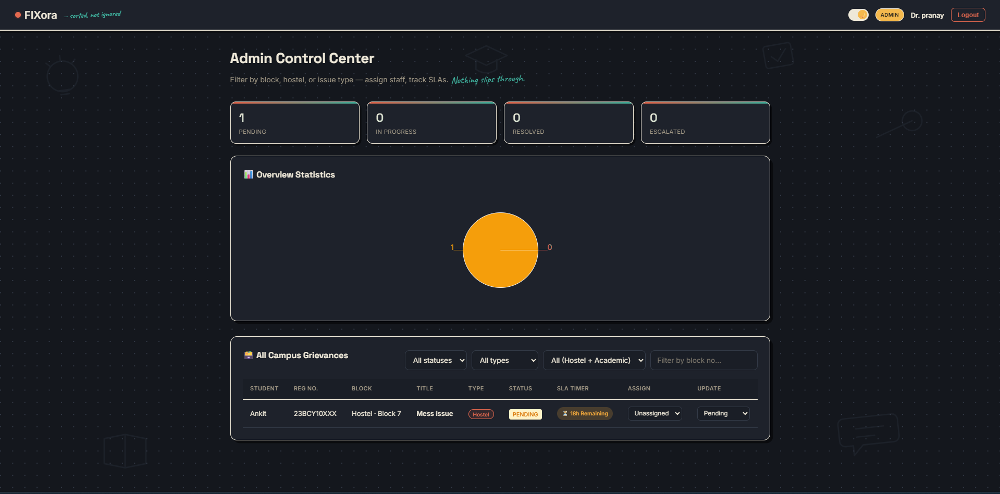 FIXora — sorted, not ignored
ADMIN Dr. pranay Logout
Admin Control Center
Filter by block, hostel, or issue type — assign staff, track SLAs. Nothing slips through.
1 0 0 0
PENDING IN PROGRESS RESOLVED ESCALATED
Overview Statistics
1 0
All Campus Grievances All statuses All types All (Hostel + Academic) Filter by block no...
STUDENT REG NO. BLOCK TITLE TYPE STATUS SLA TIMER ASSIGN UPDATE
Ankit 23BCY10XXX Hostel · Block 7 Mess issue Hostel PENDING ⏳ 18h Remaining Unassigned Pending